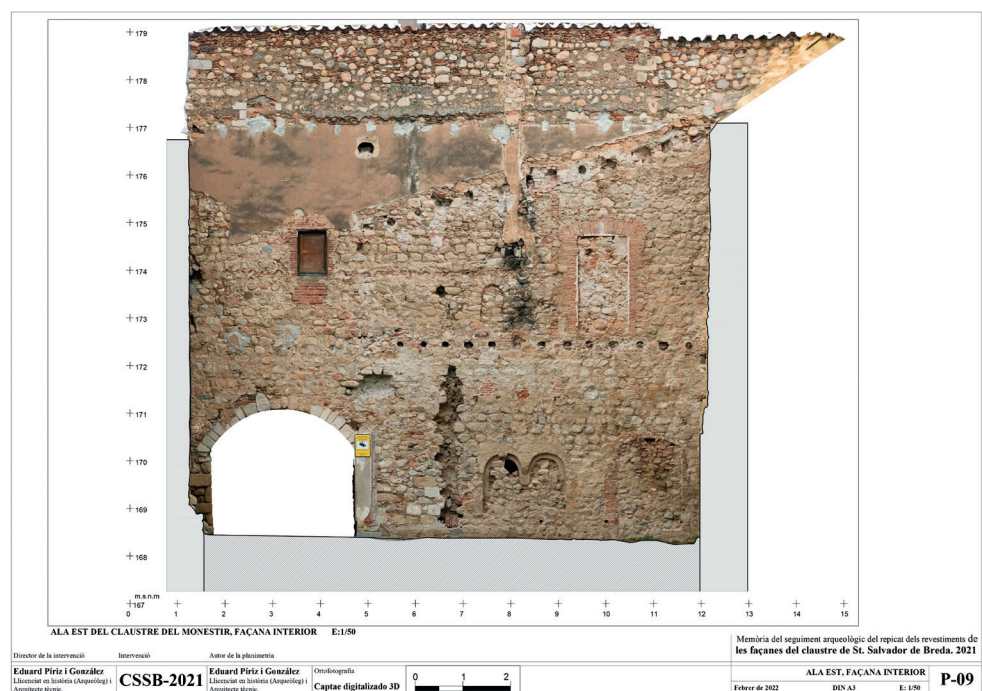 179
178
177
176
175
174
173
172
171
170
169
168
m.s.n.m
167
0 1 2 3 4 5 6 7 8 9 10 11 12 13 14 15
ALA EST DEL CLAUSTRE DEL MONESTIR, FAÇANA INTERIOR E:1/50
Memòria del seguiment arqueològic del repicat dels revestiments de
les façanes del claustre de St. Salvador de Breda. 2021
Director de la intervenció Intervenció Autor de la planimetria
Eduard Píriz i González
Llicenciat en història (Arqueòleg) i
Arquitecte tècnic.
CSSB-2021
Eduard Píriz i González
Llicenciat en història (Arqueòleg) i
Arquitecte tècnic.
Ortofotografia
Captae digitalizado 3D
0 1 2
ALA EST, FAÇANA INTERIOR
Febrer de 2022 DIN A3 E: 1/50
P-09